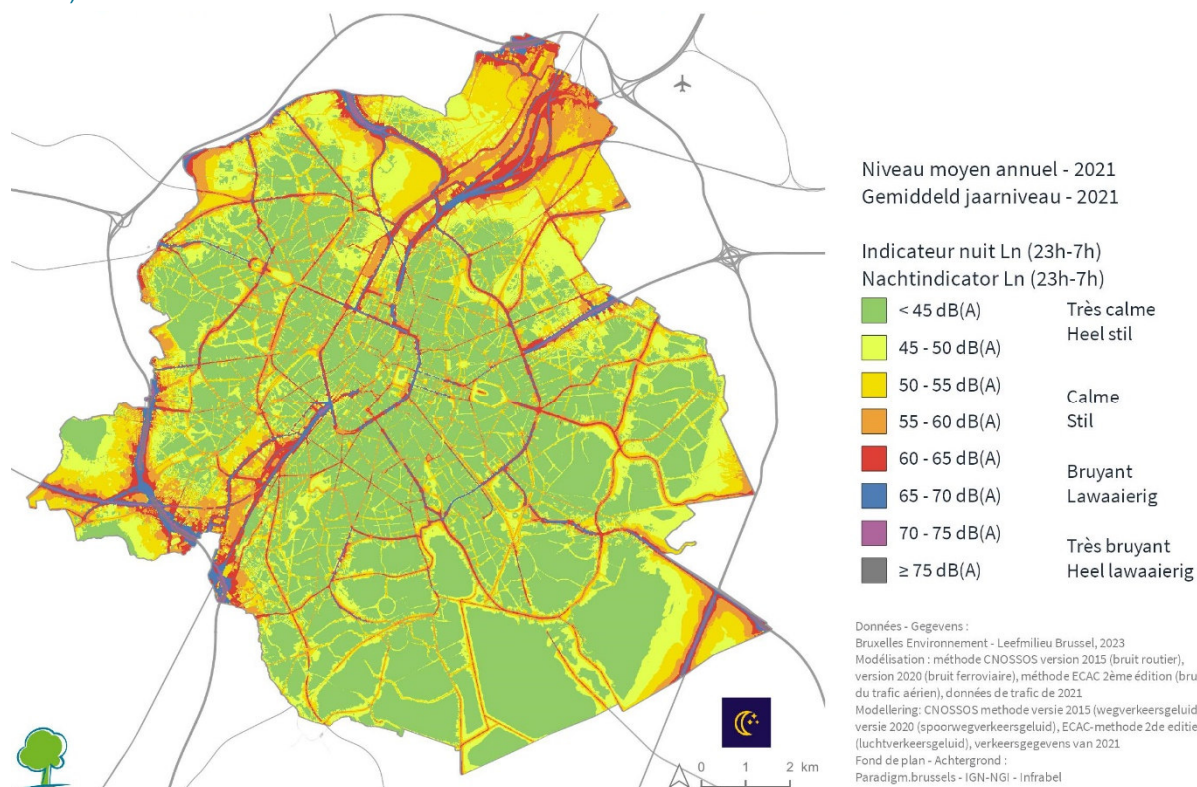 Niveau moyen annuel - 2021
Gemiddeld jaarniveau - 2021
Indicateur nuit Ln (23h-7h)
Nachtindicator Ln (23h-7h)
< 45 dB(A) Très calme
Heel stil
45 - 50 dB(A)
50 - 55 dB(A) Calme
55 - 60 dB(A) Stil
60 - 65 dB(A) Bruyant
65 - 70 dB(A) Lawaaierig
70 - 75 dB(A) Très bruyant
≥ 75 dB(A) Heel lawaaierig
Données - Gegevens :
Bruxelles Environnement - Leefmilieu Brussel, 2023
Modélisation : méthode CNOSSOS version 2015 (bruit routier),
version 2020 (bruit ferroviaire), méthode ECAC 2ème édition (bru
du trafic aérien), données de trafic de 2021
Modellering: CNOSSOS methode versie 2015 (wegverkeersgeluid
versie 2020 (spoorwegverkeersgeluid), ECAC-methode 2de editie
(luchtverkeersgeluid), verkeersgegevens van 2021
Fond de plan - Achtergrond :
Paradigm.brussels - IGN-NGI - Infrabel
0 1 2 km